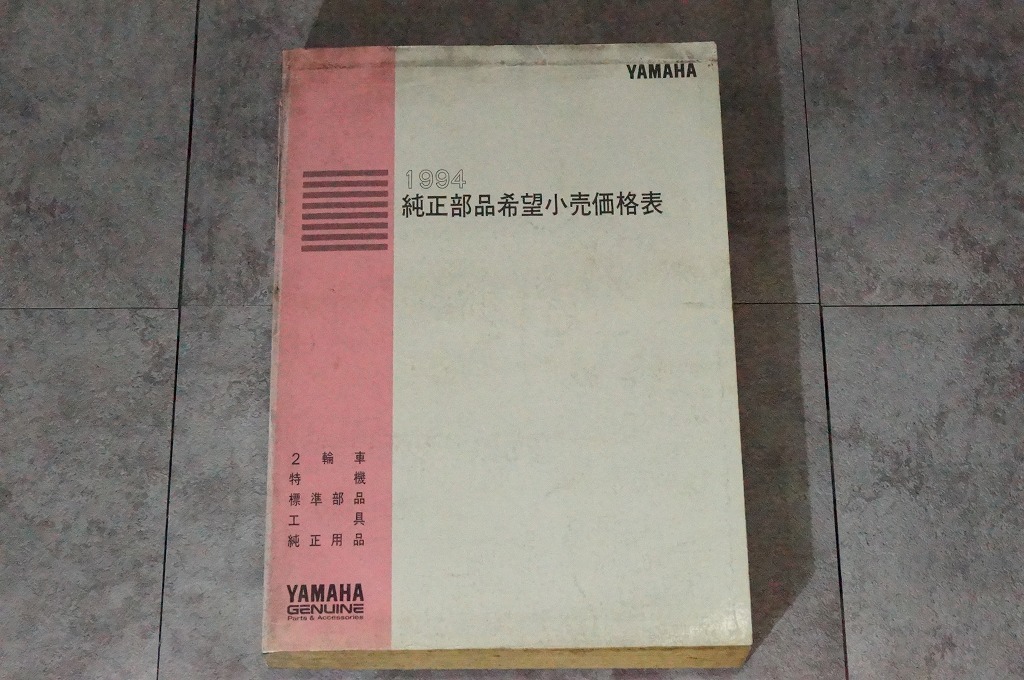 YAMAHA
1994
純正部品希望小売価格表
2輪車
特機
標準部品
工具
純正用品
YAMAHA
GENUINE
Parts & Accessories